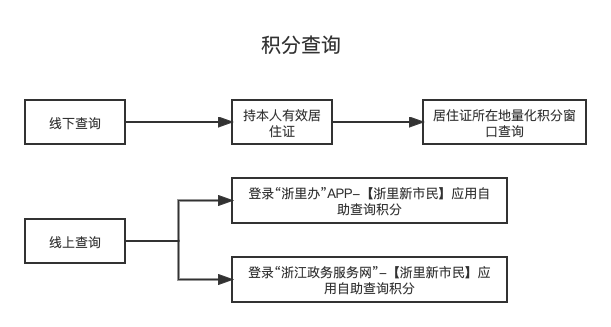 积分查询
线下查询
持本人有效居
住证
居住证所在地量化积分窗
口查询
线上查询
登录“浙里办”APP–【浙里新市民】应用自
助查询积分
登录“浙江政务服务网”–【浙里新市民】应
用自助查询积分